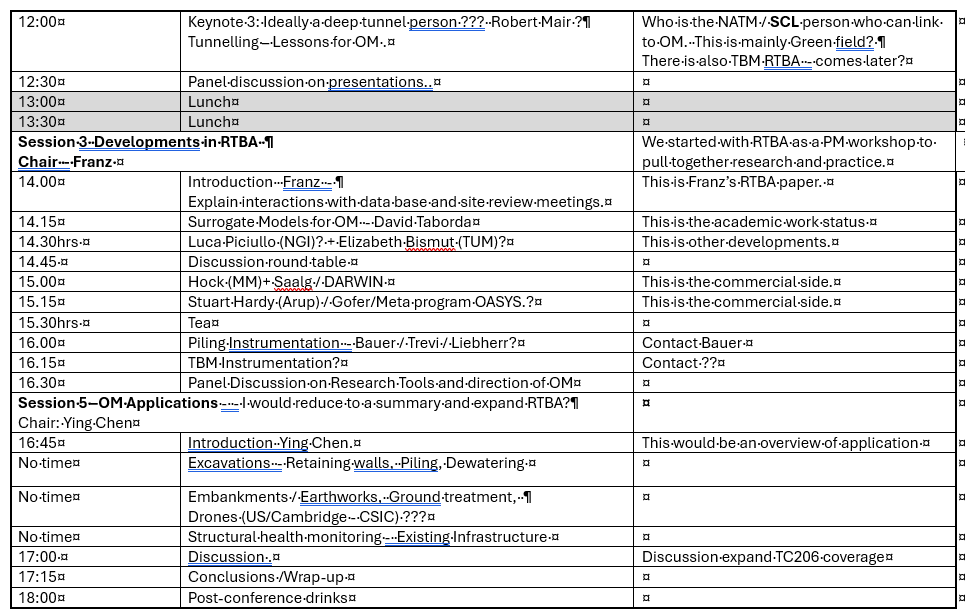 12:00
Keynote 3: Ideally a deep tunnel person ??? - Robert Mair ?
Tunnelling – Lessons for OM .
Who is the NATM / SCL person who can link
to OM. This is mainly Green field?
There is also TBM RTBA - comes later?
12:30
Panel discussion on presentations..
13:00
Lunch
13:30
Lunch
Session 3 Developments in RTBA
Chair – Franz
We started with RTBA as a PM workshop to
pull together research and practice.
14.00
Introduction - Franz -
Explain interactions with data base and site review meetings.
This is Franz’s RTBA paper.
14.15
Surrogate Models for OM - David Taborda
This is the academic work status
14.30hrs
Luca Piciullo (NGI)? + Elizabeth Bismut (TUM)?
This is other developments.
14.45
Discussion round table
15.00
Hock (MM)+ Saalg / DARWIN
This is the commercial side.
15.15
Stuart Hardy (Arup) / Gofer/Meta program OASYS.?
This is the commercial side.
15.30hrs
Tea
16.00
Piling Instrumentation - Bauer / Trevi / Liebherr?
Contact Bauer
16.15
TBM Instrumentation?
Contact ??
16.30
Panel Discussion on Research Tools and direction of OM
Session 5–OM Applications - I would reduce to a summary and expand RTBA?
Chair: Ying Chen
16:45
Introduction Ying Chen.
This would be an overview of application
No time
Excavations - Retaining walls, Piling, Dewatering
No time
Embankments / Earthworks, Ground treatment,
Drones (US/Cambridge - CSIC) ???
No time
Structural health monitoring - Existing Infrastructure
17:00
Discussion .
Discussion expand TC206 coverage
17:15
Conclusions /Wrap-up
18:00
Post-conference drinks